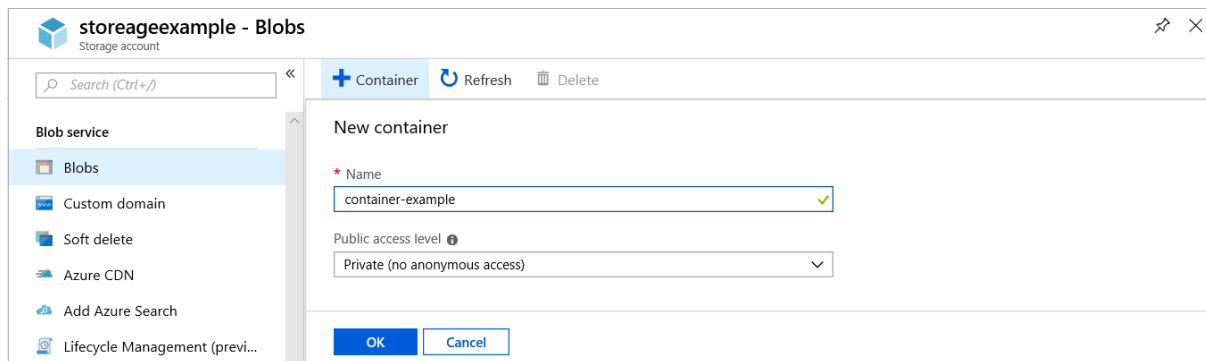 storeageexample - Blobs
Storage account
Search (Ctrl+/)
«
Container
Refresh
Delete
Blob service
Blobs
Custom domain
Soft delete
Azure CDN
Add Azure Search
Lifecycle Management (previ...
New container
* Name
container-example
Public access level
Private (no anonymous access)
OK
Cancel